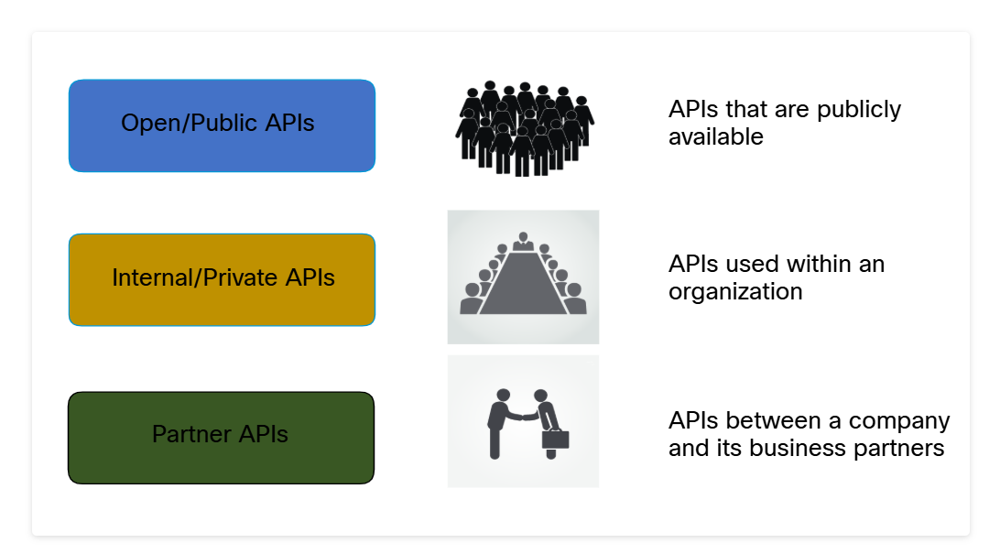 Open/Public APIs
APIs that are publicly
available
Internal/Private APIs
APIs used within an
organization
Partner APIs
APIs between a company
and its business partners